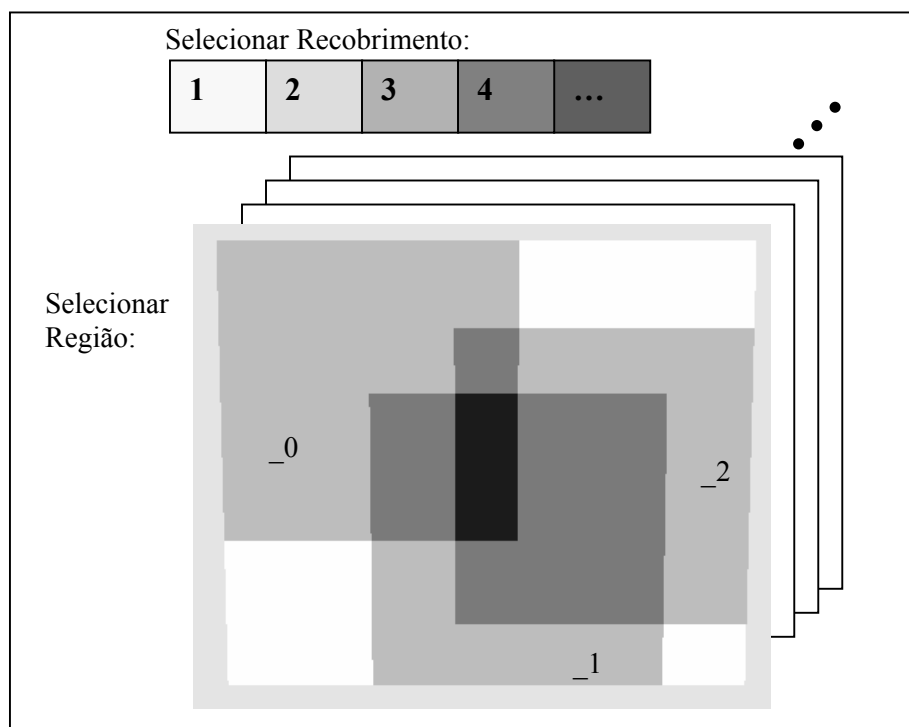 Selecionar Recobrimento:
1 2 3 4 ...
Selecionar
Região:
_0
_2
_1